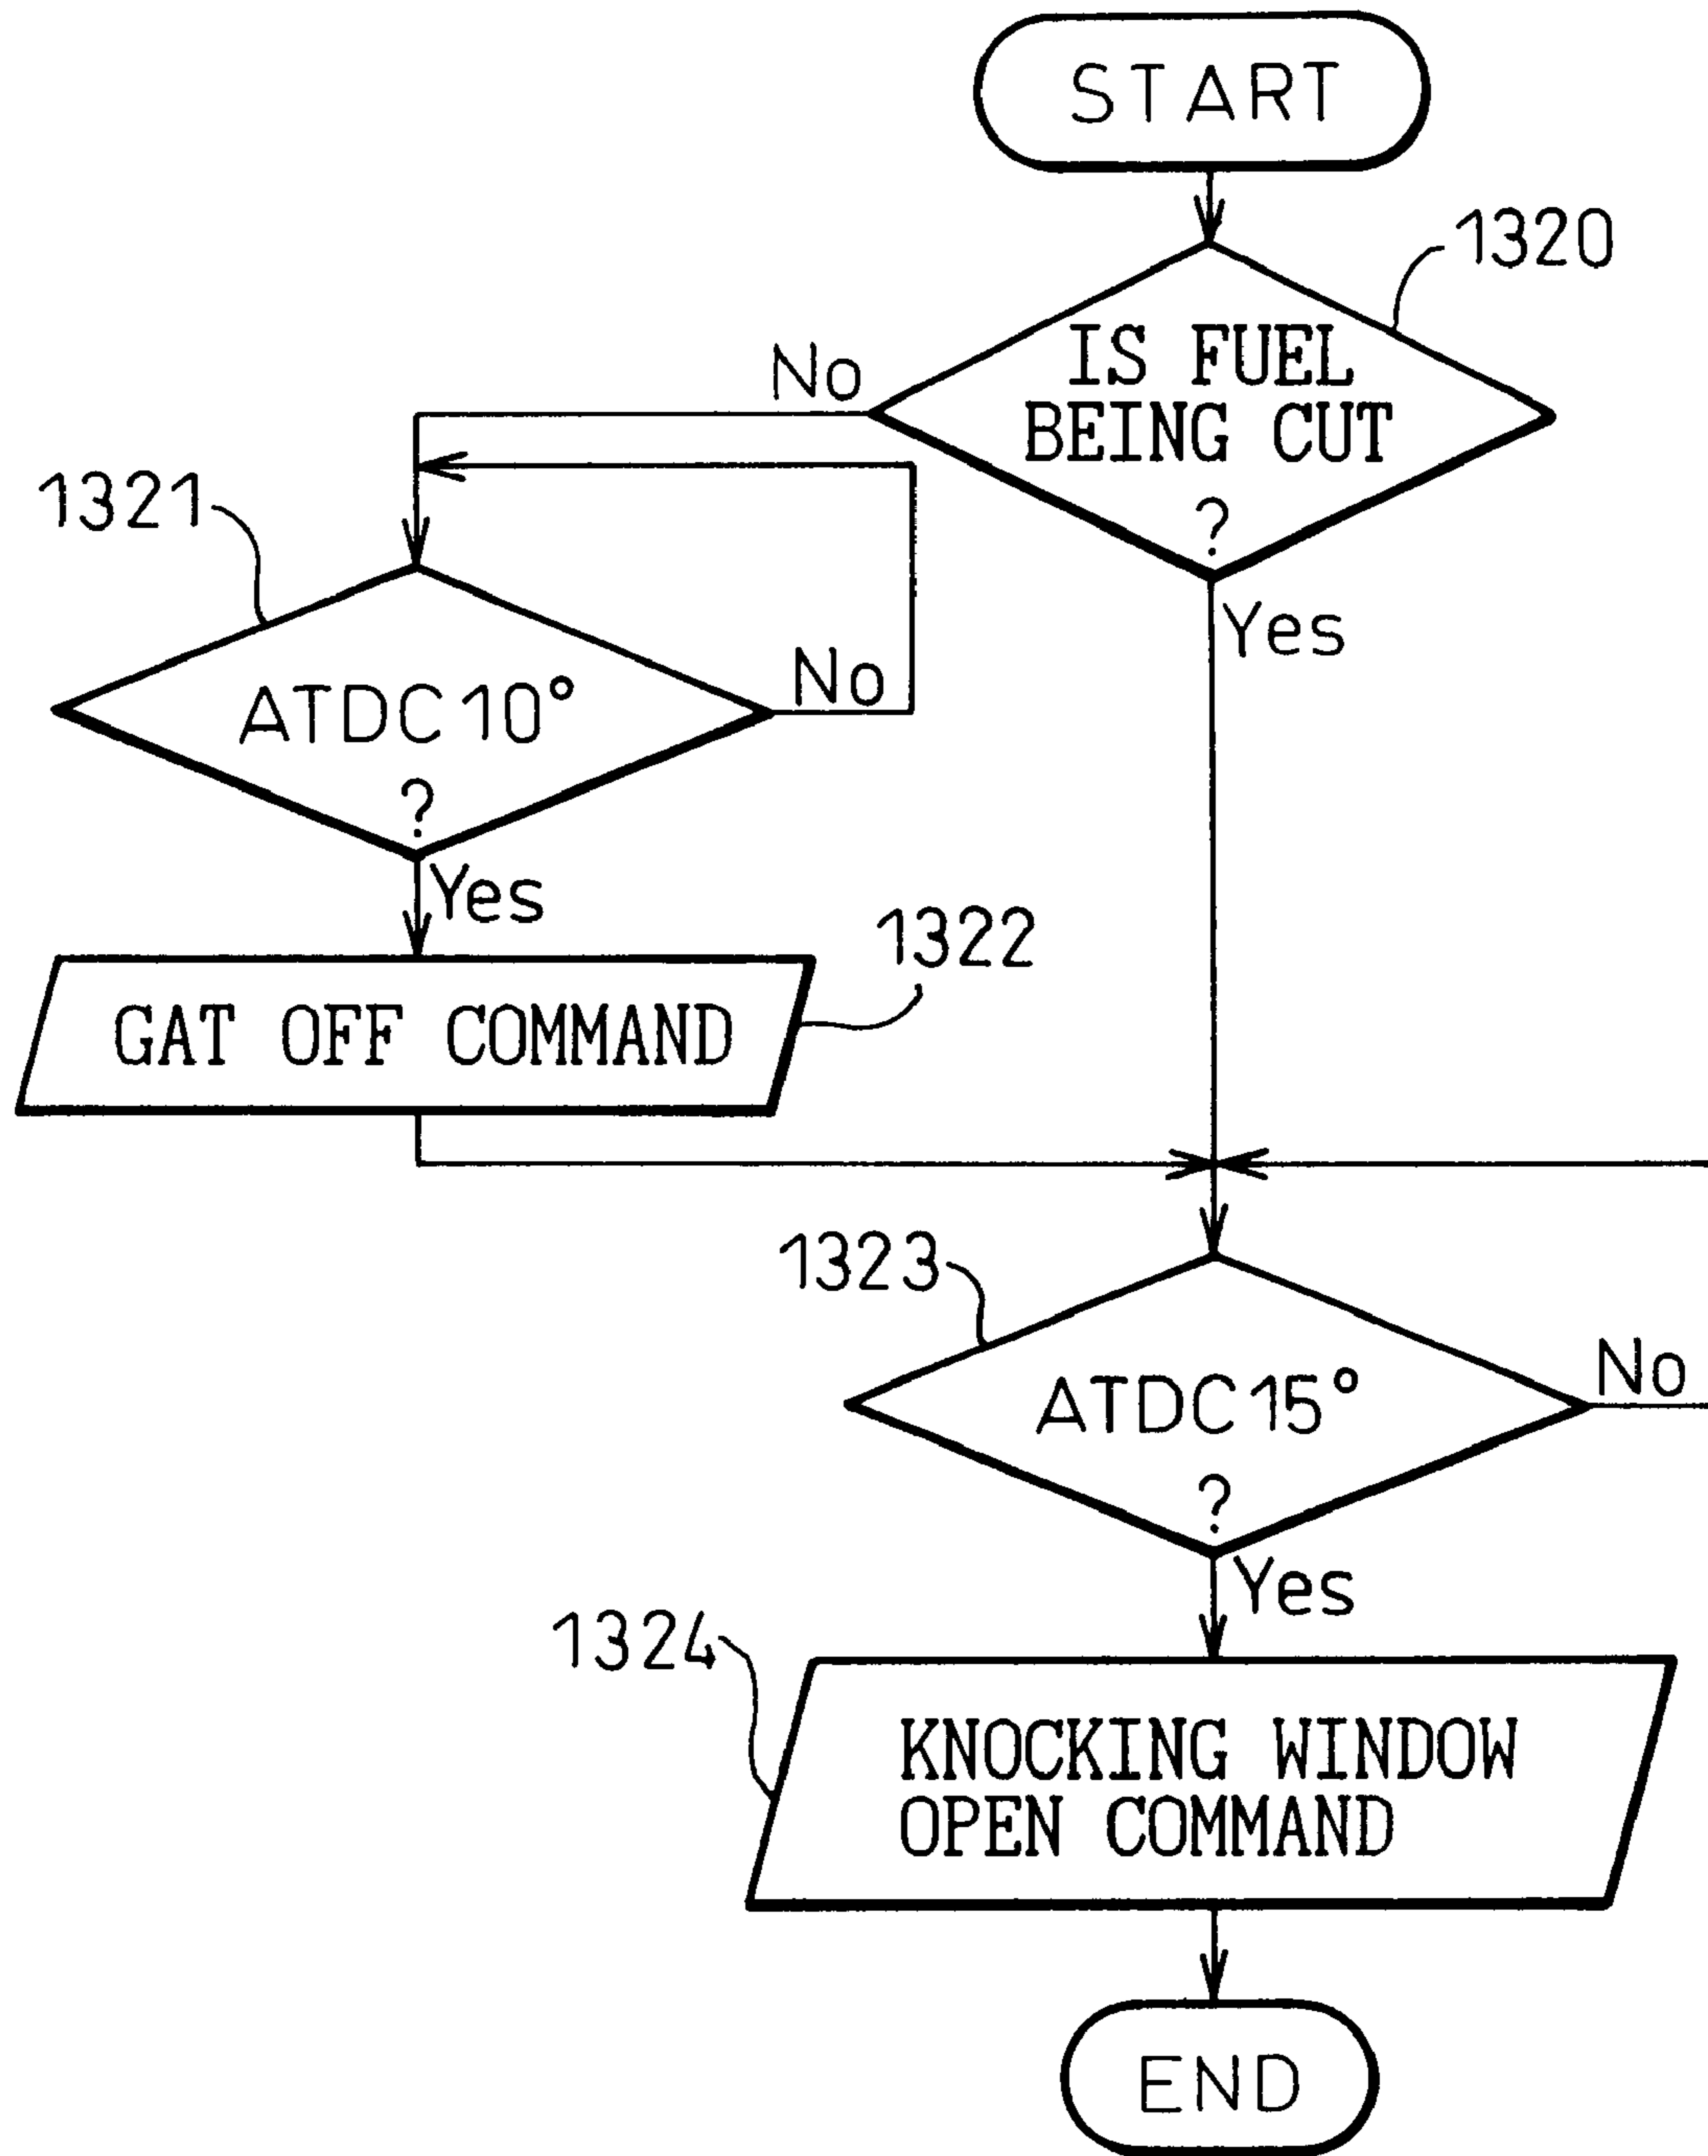 START
1320
IS FUEL
BEING CUT
?
No
Yes
1321
ATDC 10°
?
No
Yes
1322
GAT OFF COMMAND
1323
ATDC 15°
?
No
Yes
1324
KNOCKING WINDOW
OPEN COMMAND
END